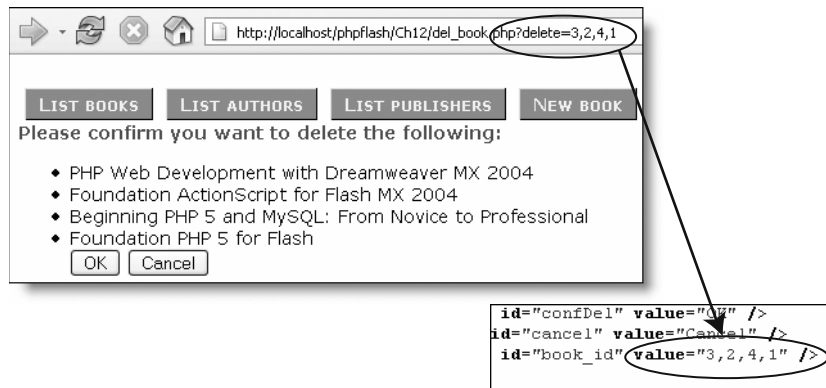 http://localhost/phpflash/Ch12/del_book.php?delete=3,2,4,1
LIST BOOKS LIST AUTHORS LIST PUBLISHERS NEW BOOK
Please confirm you want to delete the following:
• PHP Web Development with Dreamweaver MX 2004
• Foundation ActionScript for Flash MX 2004
• Beginning PHP 5 and MySQL: From Novice to Professional
• Foundation PHP 5 for Flash
OK Cancel
id="confDel" value="OK" />
id="cancel" value="Cancel" />
id="book_id" value="3,2,4,1" />